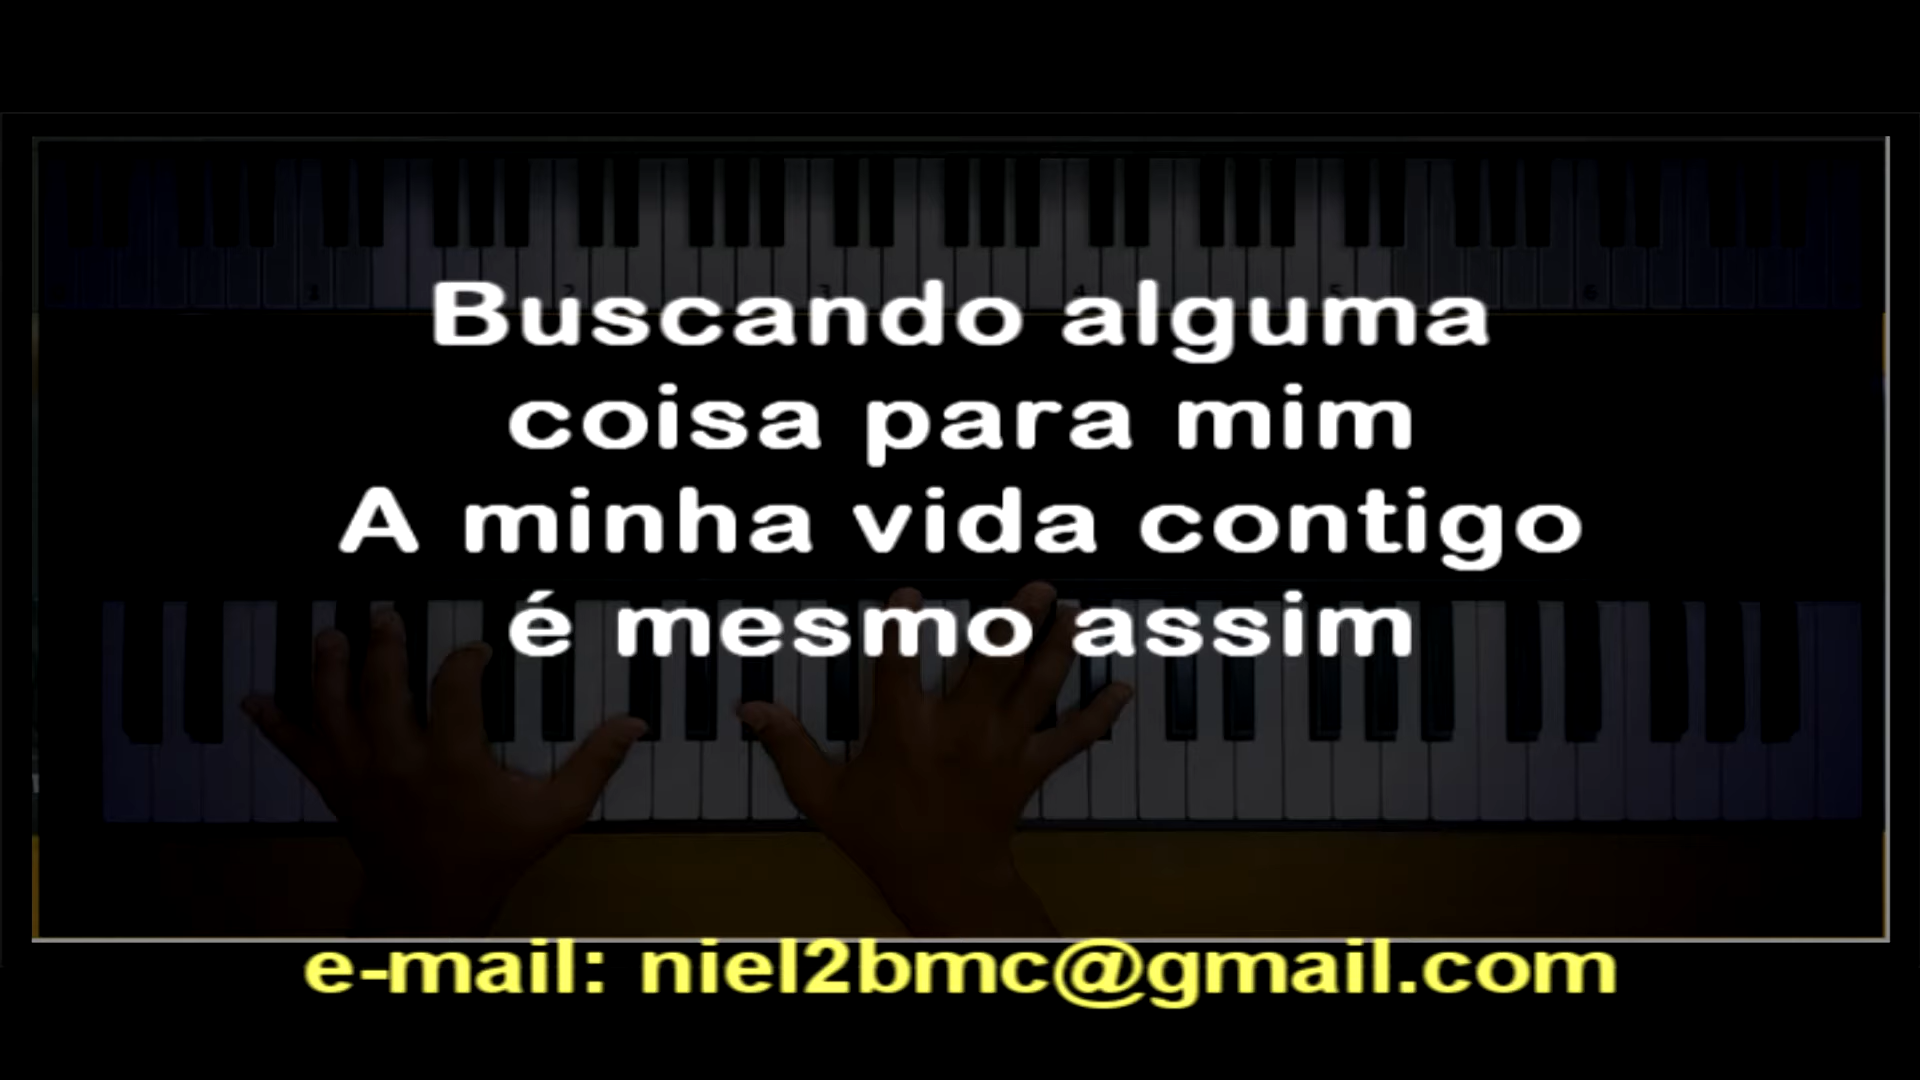 Buscando alguma
coisa para mim
A minha vida contigo
é mesmo assim
e-mail: niel2bmc@gmail.com